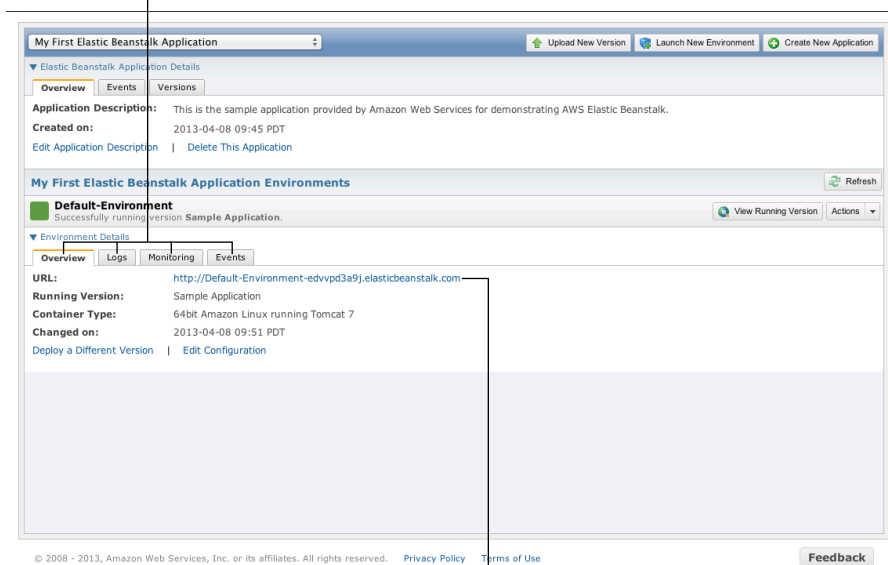 My First Elastic Beanstalk Application
Upload New Version
Launch New Environment
Create New Application
Elastic Beanstalk Application Details
Overview Events Versions
Application Description: This is the sample application provided by Amazon Web Services for demonstrating AWS Elastic Beanstalk.
Created on: 2013-04-08 09:45 PDT
Edit Application Description | Delete This Application
My First Elastic Beanstalk Application Environments
Refresh
Default-Environment
Successfully running version Sample Application.
View Running Version
Actions
Environment Details
Overview Logs Monitoring Events
URL: http://Default-Environment-edvvpd3a9j.elasticbeanstalk.com
Running Version: Sample Application
Container Type: 64bit Amazon Linux running Tomcat 7
Changed on: 2013-04-08 09:51 PDT
Deploy a Different Version | Edit Configuration
© 2008 - 2013, Amazon Web Services, Inc. or its affiliates. All rights reserved. Privacy Policy Terms of Use
Feedback